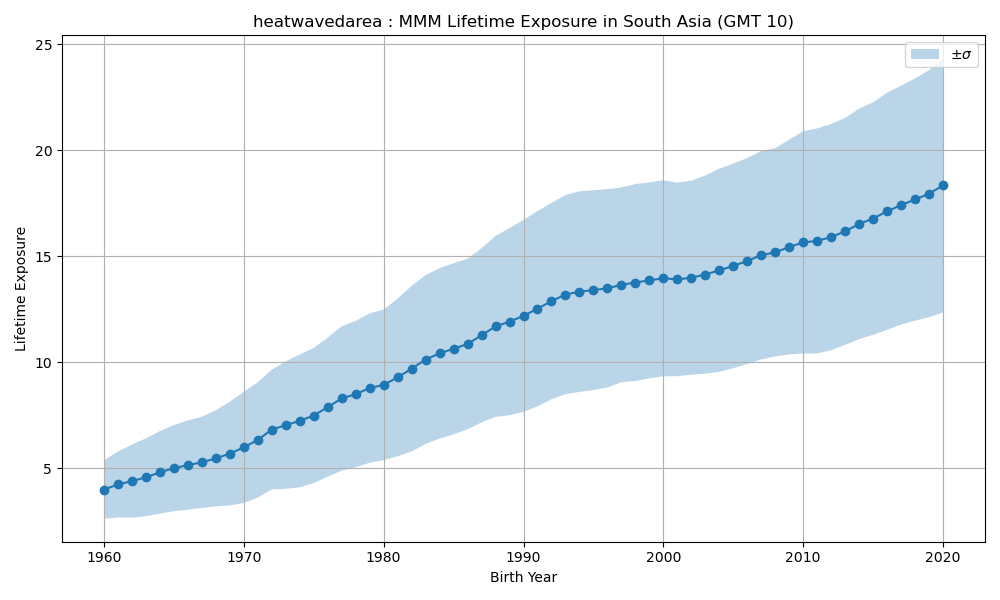 heatwavedarea : MMM Lifetime Exposure in South Asia (GMT 10)
±σ
Lifetime Exposure
25
20
15
10
5
1960 1970 1980 1990 2000 2010 2020
Birth Year